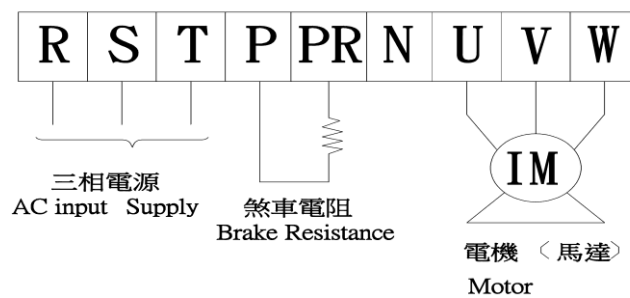 R S T P PR N U V W
IM
三相電源
AC input Supply
煞車電阻
Brake Resistance
電機〈馬達〉
Motor